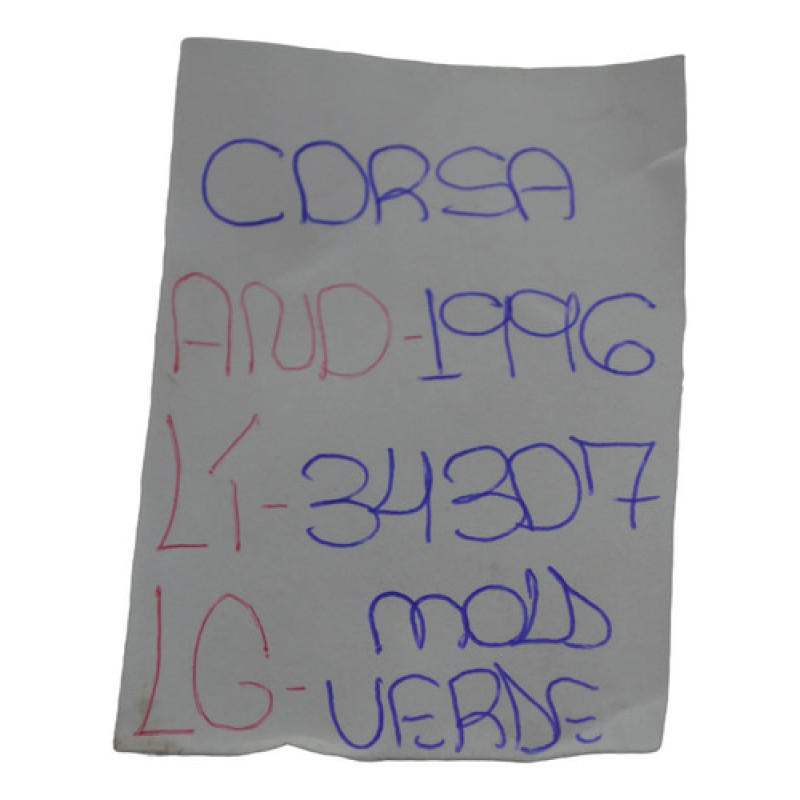 CORSA
ANO-1996
LI-34307
LG- MOLD
VERDE